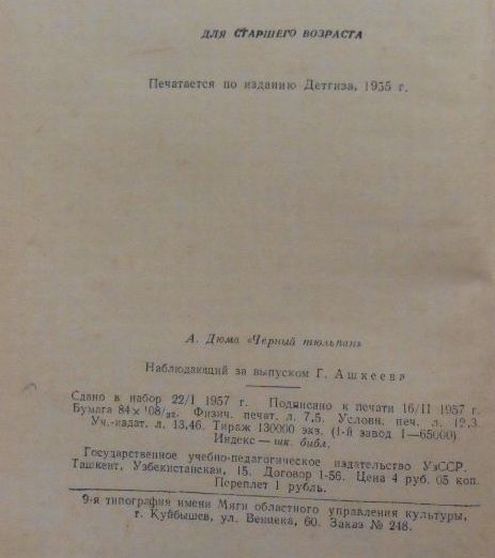 ДЛЯ СТАРШЕГО ВОЗРАСТА
Печатается по изданию Детгиза, 1955 г.
А. Дюма «Черный тюльпан»
Наблюдающий за выпуском Г. Ашкеева
Сдано в набор 22/I 1957 г. Подписано к печати 16/II 1957 г.
Бумага 84×108/32. Физич. печат. л. 7,5. Условн. печ. л. 12,3.
Уч.-издат. л. 13,46. Тираж 130000 экз. (1-й завод 1—65000).
Индекс — шк. библ.
Государственное учебно-педагогическое издательство УзССР.
Ташкент, Узбекистанская, 15. Договор 1-56. Цена 4 руб. 05 коп.
Переплет 1 рубль.
9-я типография имени Мяги областного управления культуры,
г. Куйбышев, ул. Венцека, 60. Заказ № 248.